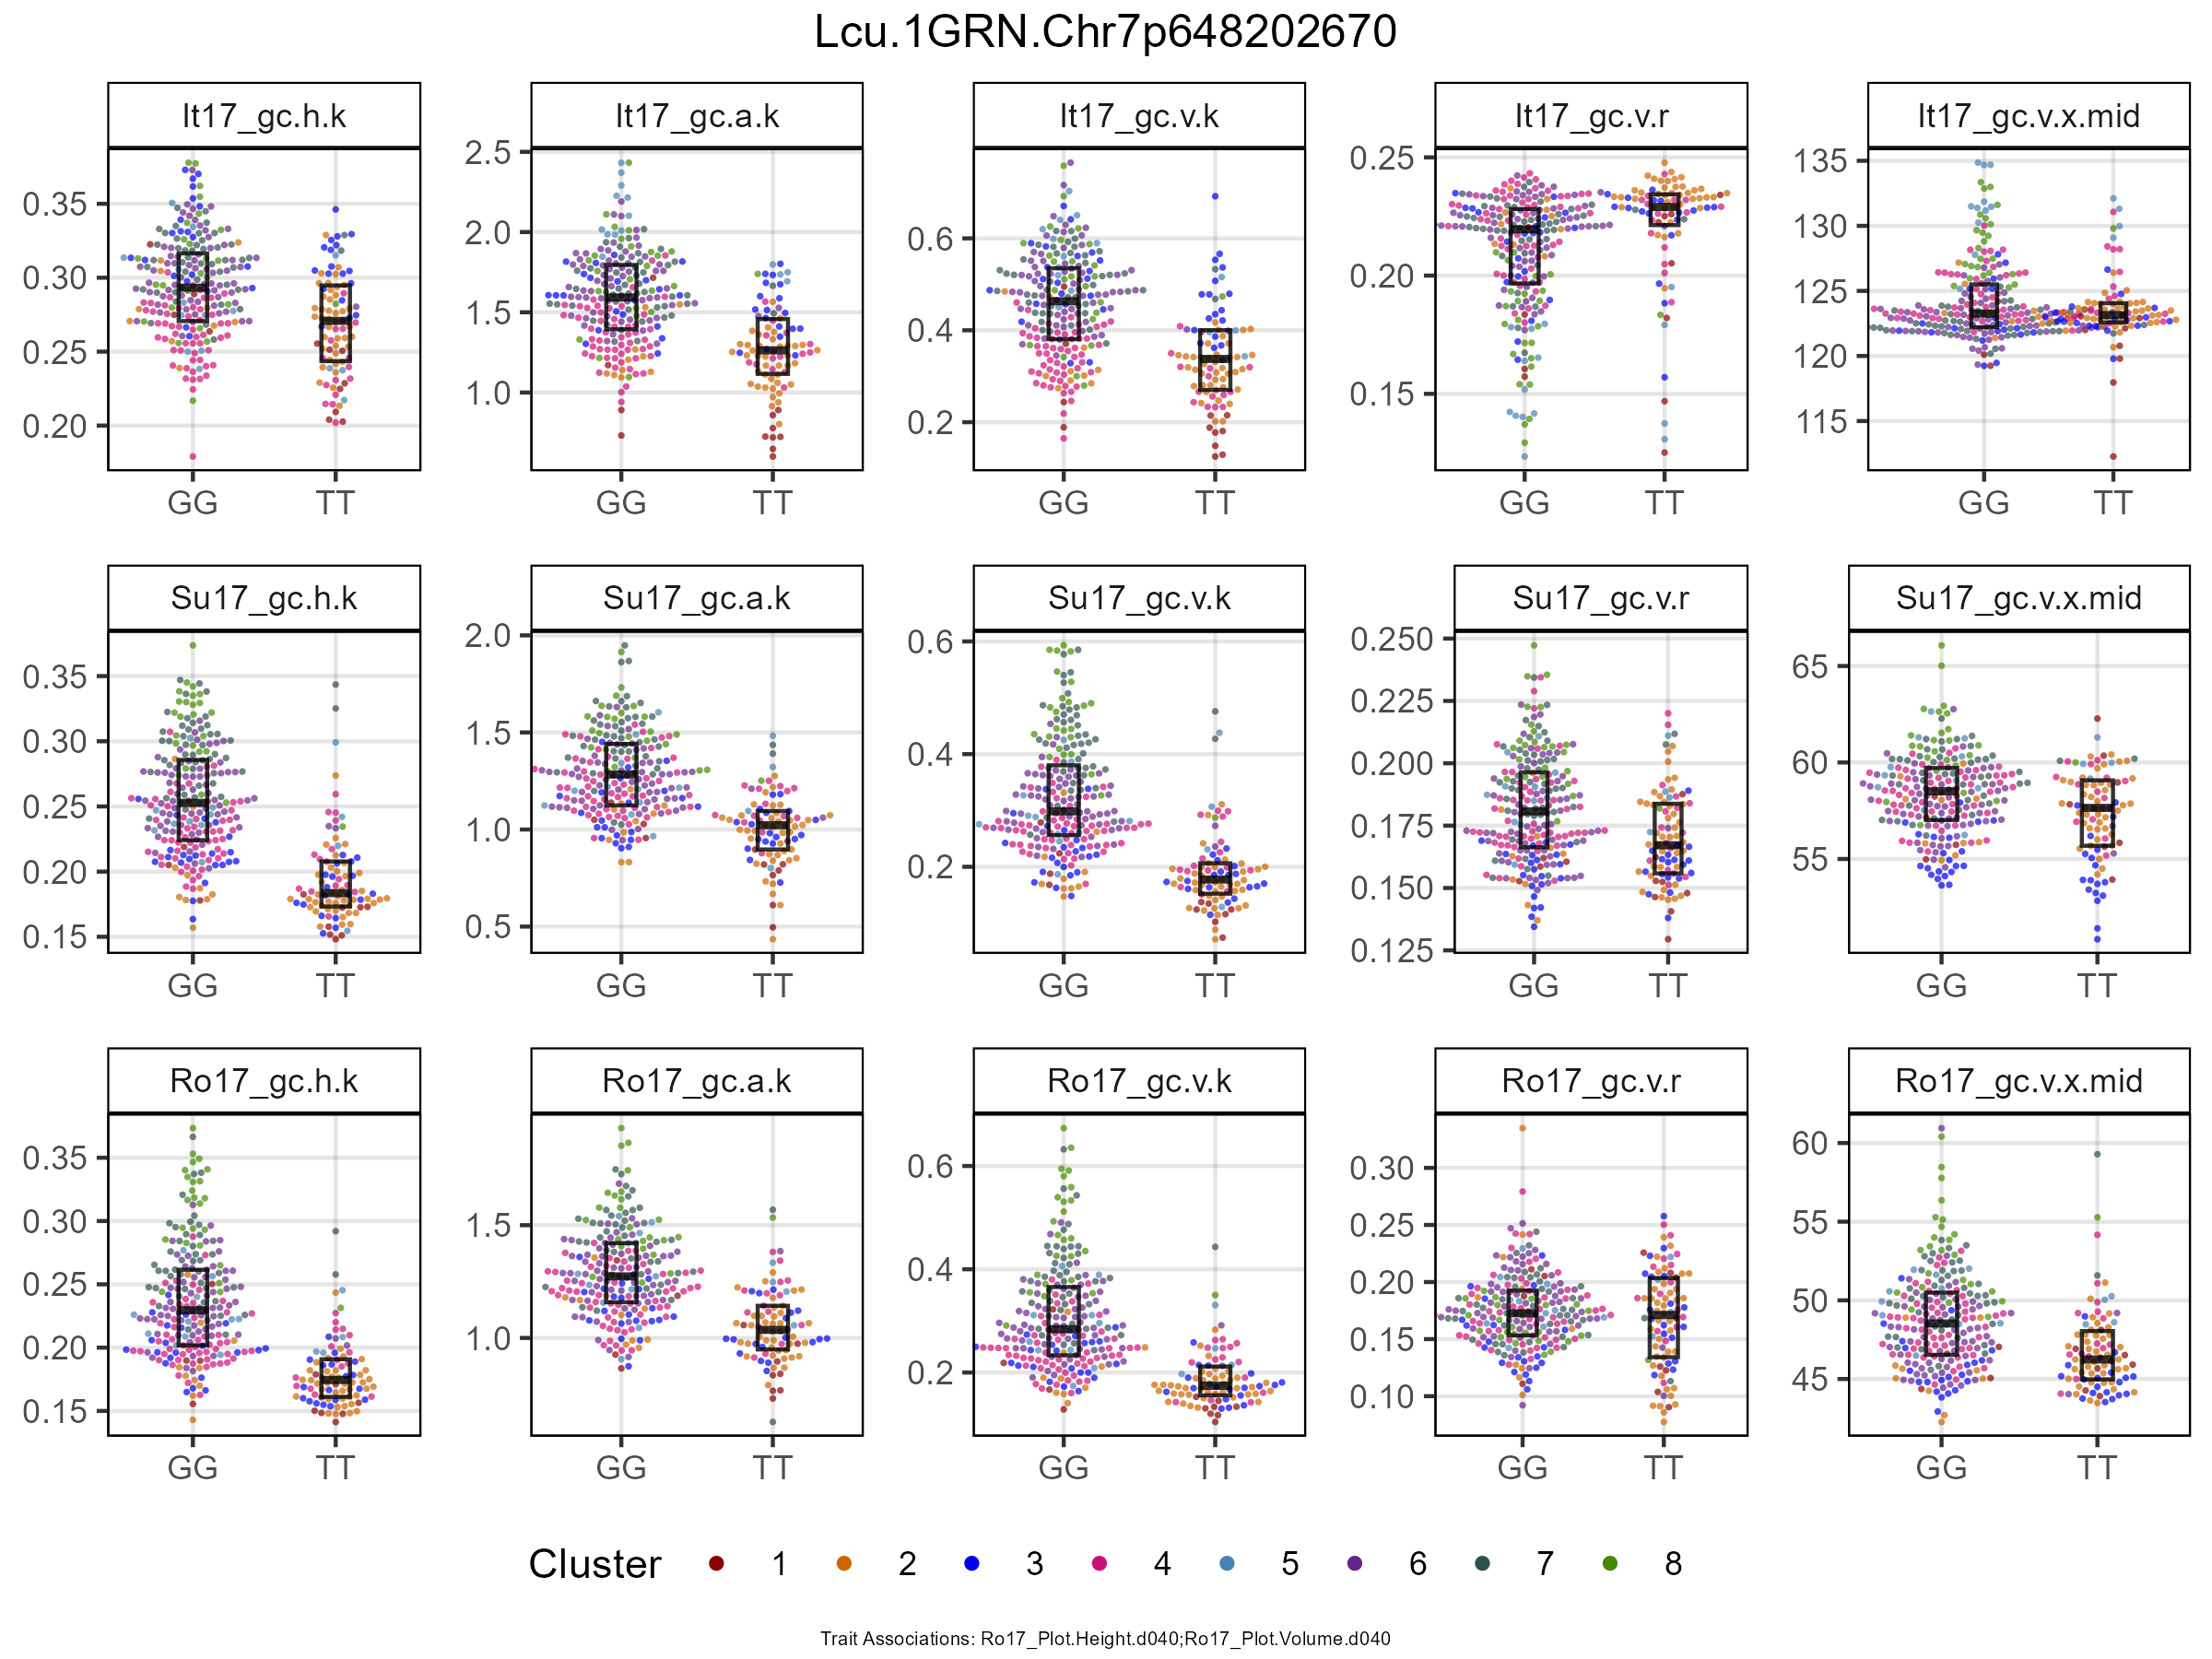 Lcu.1GRN.Chr7p648202670
It17_gc.h.k It17_gc.a.k It17_gc.v.k It17_gc.v.r It17_gc.v.x.mid
0.35 0.30 0.25 0.20
2.5 2.0 1.5 1.0
0.6 0.4 0.2
0.25 0.20 0.15
135 130 125 120 115
GG TT GG TT GG TT GG TT GG TT
Su17_gc.h.k Su17_gc.a.k Su17_gc.v.k Su17_gc.v.r Su17_gc.v.x.mid
0.35 0.30 0.25 0.20 0.15
2.0 1.5 1.0 0.5
0.6 0.4 0.2
0.250 0.225 0.200 0.175 0.150 0.125
65 60 55
GG TT GG TT GG TT GG TT GG TT
Ro17_gc.h.k Ro17_gc.a.k Ro17_gc.v.k Ro17_gc.v.r Ro17_gc.v.x.mid
0.35 0.30 0.25 0.20 0.15
1.5 1.0
0.6 0.4 0.2
0.30 0.25 0.20 0.15 0.10
60 55 50 45
GG TT GG TT GG TT GG TT GG TT
Cluster 1 2 3 4 5 6 7 8
Trait Associations: Ro17_Plot.Height.d040;Ro17_Plot.Volume.d040